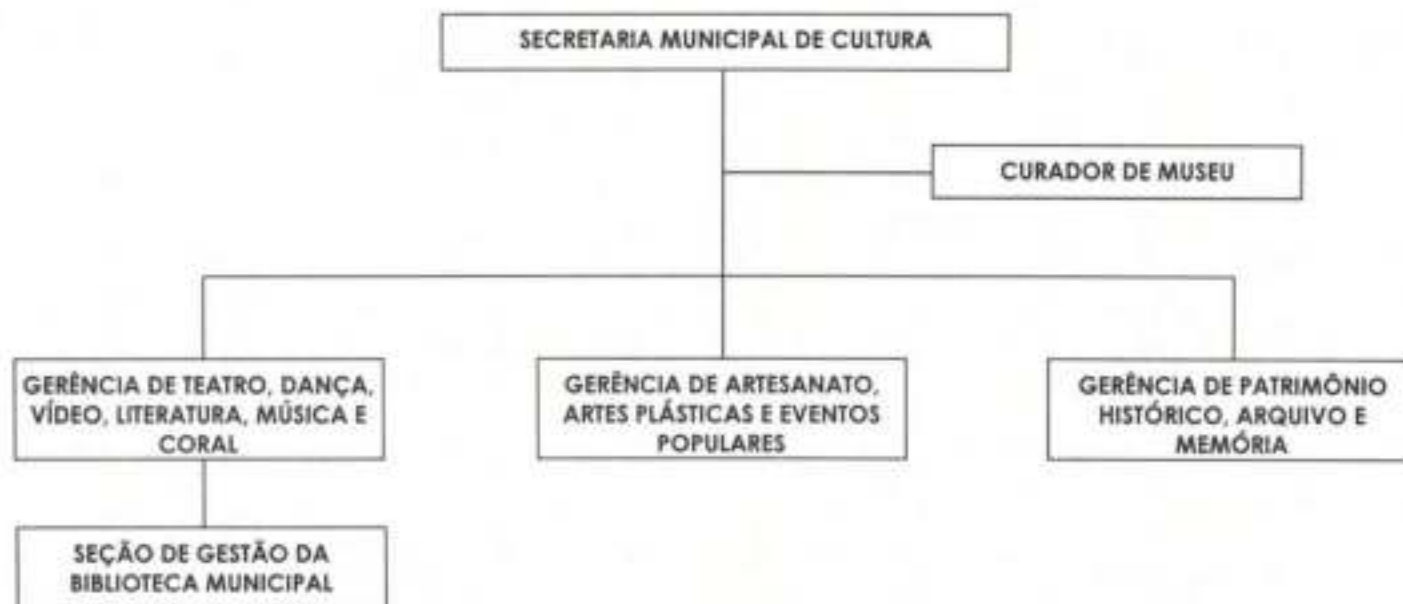 SECRETARIA MUNICIPAL DE CULTURA
CURADOR DE MUSEU
GERÊNCIA DE TEATRO, DANÇA,
VÍDEO, LITERATURA, MÚSICA E
CORAL
GERÊNCIA DE ARTESANATO,
ARTES PLÁSTICAS E EVENTOS
POPULARES
GERÊNCIA DE PATRIMÔNIO
HISTÓRICO, ARQUIVO E
MEMÓRIA
SEÇÃO DE GESTÃO DA
BIBLIOTECA MUNICIPAL